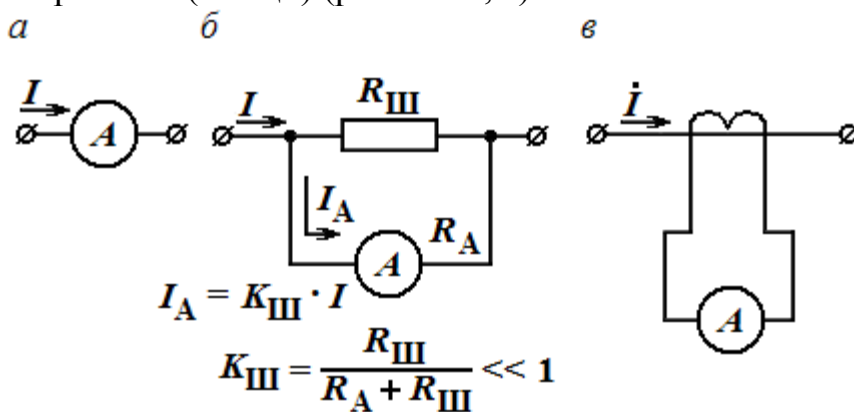 а б в
I I R_Ш İ
A
I_A R_A
A A
I_A = K_Ш · I
K_Ш = R_Ш / (R_A + R_Ш) << 1